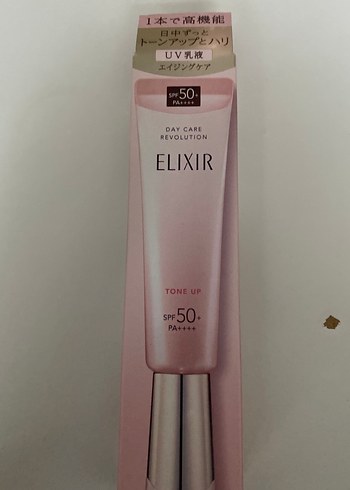 1本で高機能
日中ずっと
トーンアップとハリ
UV乳液
エイジングケア
SPF50+
PA++++
DAY CARE
REVOLUTION
ELIXIR
TONE UP
SPF50+
PA++++